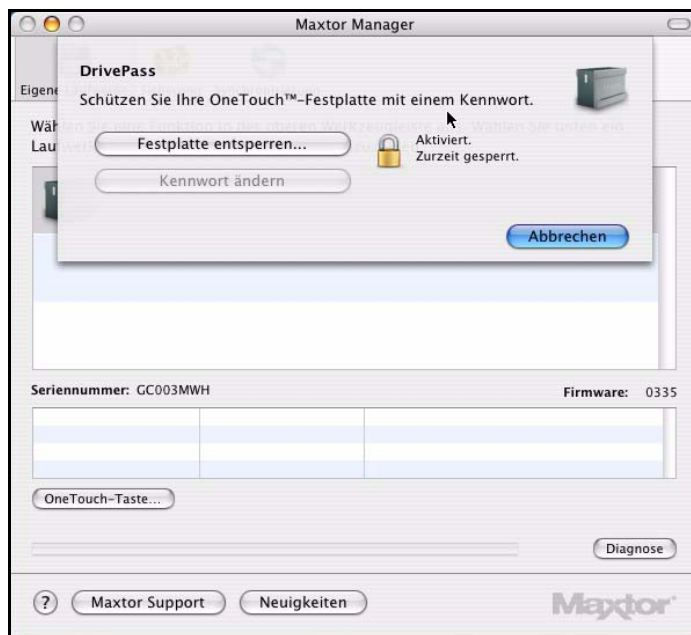 Maxtor Manager
DrivePass
Schützen Sie Ihre OneTouch™-Festplatte mit einem Kennwort.
Eigene
Festplatte entsperren...
Aktiviert.
Zurzeit gesperrt.
Kennwort ändern
Abbrechen
Seriennummer: GC003MWH
Firmware: 0335
OneTouch-Taste...
Diagnose
?
Maxtor Support
Neuigkeiten
Maxtor